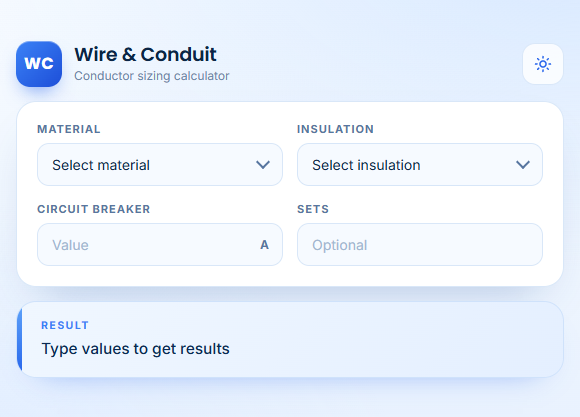 WC
Wire & Conduit
Conductor sizing calculator
MATERIAL
INSULATION
Select material
Select insulation
CIRCUIT BREAKER
SETS
Value
A
Optional
RESULT
Type values to get results